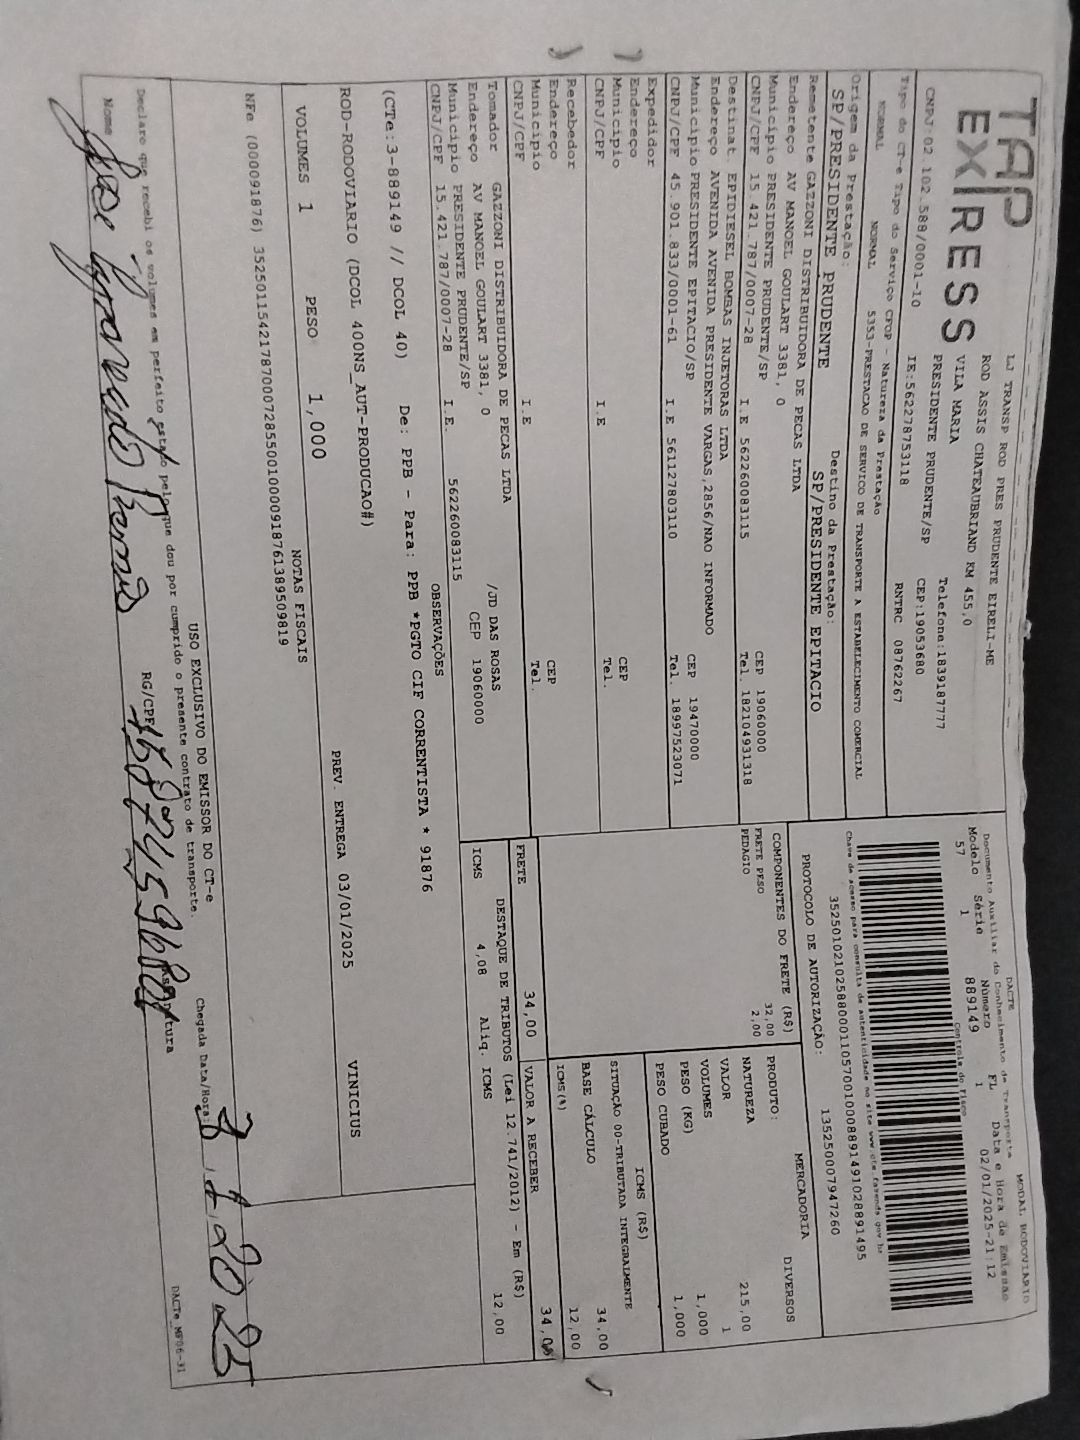 TAP EXPRESS
LJ TRANSP ROD PRES PRUDENTE EIRELI-ME
ROD ASSIS CHATEAUBRIAND KM 455,0
VILA MARIA
PRESIDENTE PRUDENTE/SP
Telefone:1839187777
CNPJ:02.102.588/0001-10
IE:562278753118
CEP:19053680
RNTRC 08762267
DACTE MODAL RODOVIARIO
Documento Auxiliar do Conhecimento de Transporte
Modelo Série Número FL Data e Hora de Emissão
57 1 889149 1 02/01/2025-21:12
Controle do Fisco
Chave de acesso para consulta de autenticidade no site www.cte.fazenda.gov.br
35250102102588000110570010008891491028891495
PROTOCOLO DE AUTORIZAÇÃO: 135250007947260
Tipo do CT-e Tipo do Serviço CFOP - Natureza da Prestação
NORMAL NORMAL 5353-PRESTACAO DE SERVICO DE TRANSPORTE A ESTABELECIMENTO COMERCIAL
Origem da Prestação: Destino da Prestação:
SP/PRESIDENTE PRUDENTE SP/PRESIDENTE EPITACIO
Remetente GAZZONI DISTRIBUIDORA DE PECAS LTDA
Endereço AV MANOEL GOULART 3381, 0
Município PRESIDENTE PRUDENTE/SP CEP 19060000
CNPJ/CPF 15.421.787/0007-28 I.E 562260083115 Tel. 182104931318
Destinat. EPIDIESEL BOMBAS INJETORAS LTDA
Endereço AVENIDA AVENIDA PRESIDENTE VARGAS,2856/NAO INFORMADO
Município PRESIDENTE EPITACIO/SP CEP 19470000
CNPJ/CPF 45.901.833/0001-61 I.E 561127803110 Tel. 18997523071
Expedidor
Endereço
Município CEP
CNPJ/CPF I.E Tel.
Recebedor
Endereço
Município CEP
CNPJ/CPF I.E Tel.
Tomador GAZZONI DISTRIBUIDORA DE PECAS LTDA
Endereço AV MANOEL GOULART 3381, 0 /JD DAS ROSAS
Município PRESIDENTE PRUDENTE/SP CEP 19060000
CNPJ/CPF 15.421.787/0007-28 I.E. 562260083115
COMPONENTES DO FRETE (R$)
FRETE PESO 32,00
PEDAGIO 2,00
PRODUTO: MERCADORIA
NATUREZA DIVERSOS
VALOR 215,00
VOLUMES 1
PESO (KG) 1,000
PESO CUBADO 1,000
ICMS (R$)
SITUAÇÃO 00-TRIBUTADA INTEGRALMENTE
BASE CÁLCULO 34,00
ICMS(%) 12,00
FRETE 34,00 VALOR A RECEBER 34,00
DESTAQUE DE TRIBUTOS (Lei 12.741/2012) - Em (R$)
ICMS 4,08 Aliq. ICMS 12,00
OBSERVAÇÕES
(CTe:3-889149 // DCOL 40) De: PPB - Para: PPB *PGTO CIF CORRENTISTA * 91876
ROD-RODOVIARIO (DCOL 400NS_AUT-PRODUCAO#)
VOLUMES 1 PESO 1,000 PREV. ENTREGA 03/01/2025 VINICIUS
NOTAS FISCAIS
NFe (000091876) 35250115421787000728550010000918761389509819
USO EXCLUSIVO DO EMISSOR DO CT-e
Declaro que recebi os volumes em perfeito estado pelo que dou por cumprido o presente contrato de transporte.
Chegada Data/Hora: 3 1 2025
Nome RG/CPF Assinatura
DACTe_MF06-31